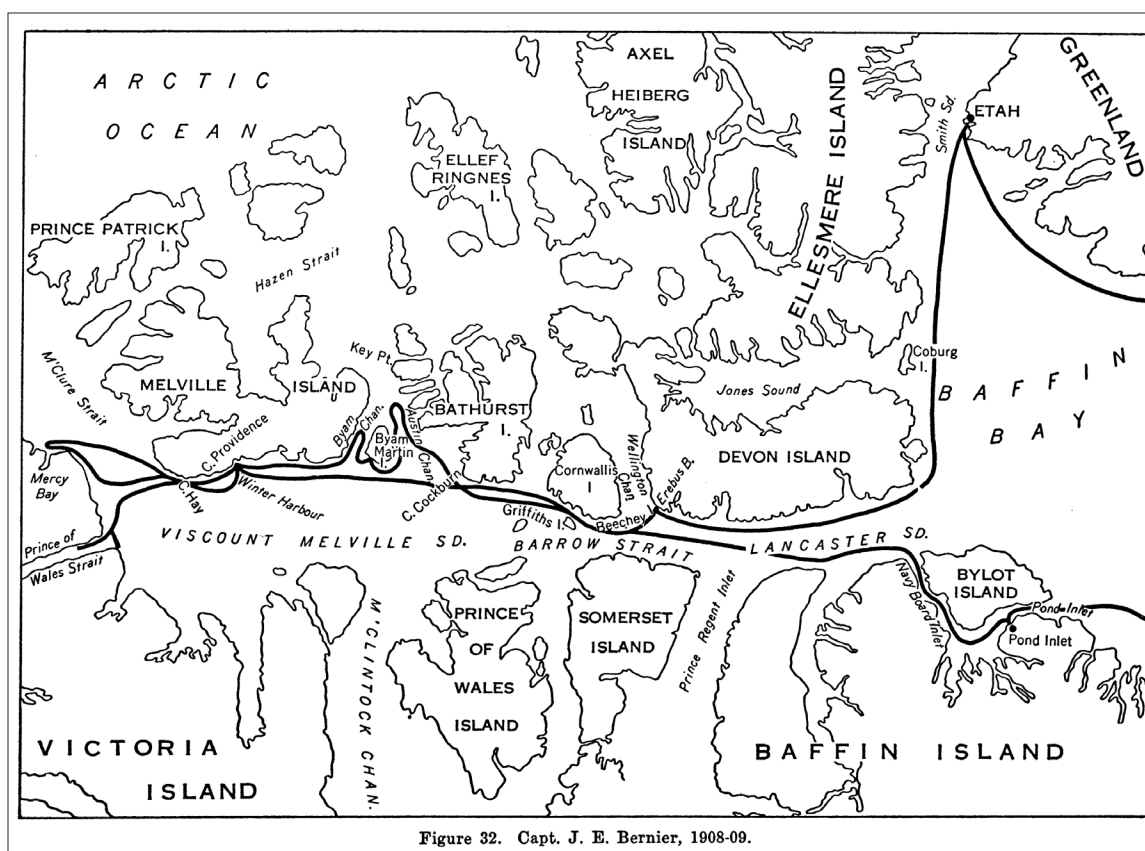 ARCTIC
OCEAN
AXEL
HEIBERG
ISLAND
ELLESMERE ISLAND
Smith Sd.
ETAH
GREENLAND
ELLEF
RINGNES
I.
PRINCE PATRICK
I.
Hazen Strait
M'Clure Strait
MELVILLE
ISLAND
Key Pt.
Byam
Chan.
Byam
Martin
I.
Austin
Chan.
BATHURST
I.
Jones Sound
Coburg
I.
BAFFIN
BAY
DEVON ISLAND
Wellington
Chan.
Erebus B.
Cornwallis
I
Beechey I.
Griffiths I.
C. Cockburn
C. Providence
Winter Harbour
C. Hay
Mercy
Bay
Prince of
Wales Strait
VISCOUNT MELVILLE SD.
BARROW STRAIT
LANCASTER SD.
Navy Board Inlet
BYLOT
ISLAND
Pond Inlet
Pond Inlet
PRINCE
OF
WALES
ISLAND
SOMERSET
ISLAND
Prince Regent Inlet
M'CLINTOCK CHAN.
VICTORIA
ISLAND
BAFFIN ISLAND
Figure 32. Capt. J. E. Bernier, 1908-09.